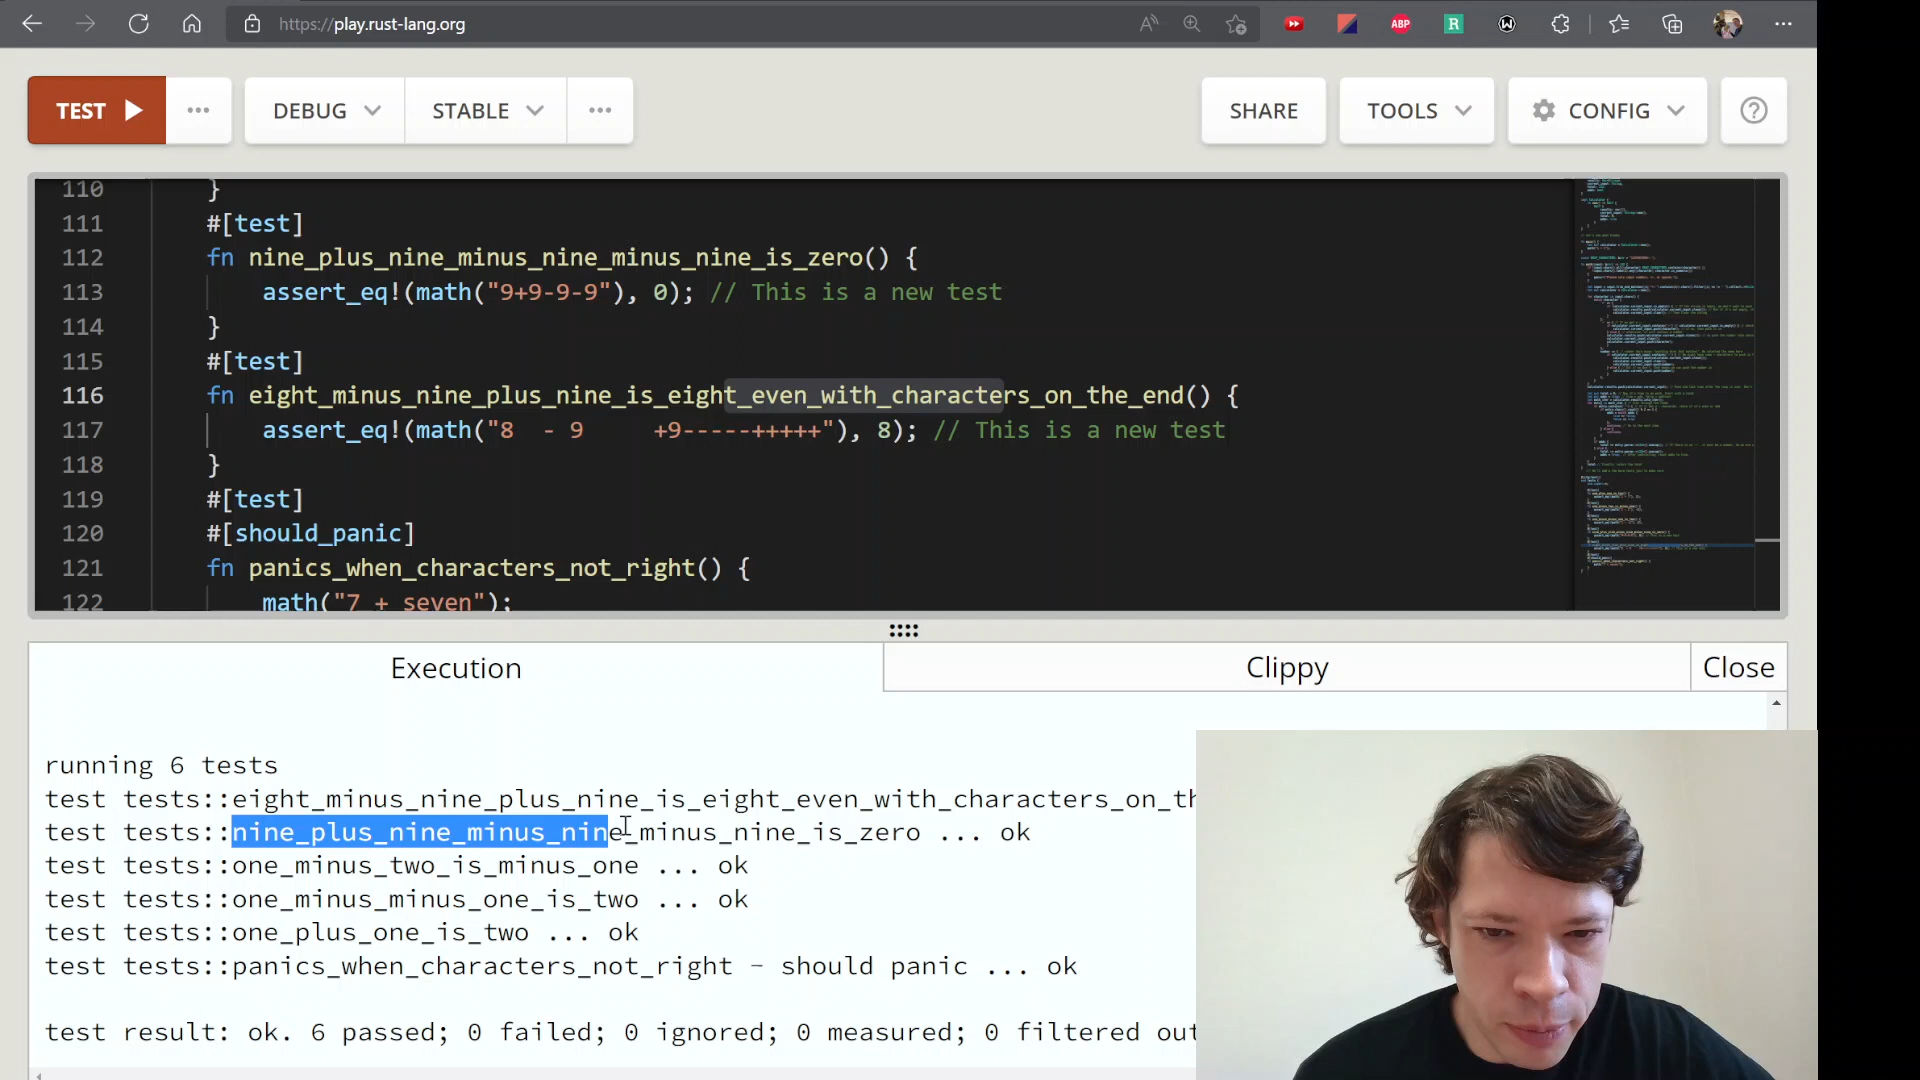 https://play.rust-lang.org
ABP
R
TEST
DEBUG
STABLE
SHARE
TOOLS
CONFIG
110 }
111 #[test]
112 fn nine_plus_nine_minus_nine_minus_nine_is_zero() {
113 assert_eq!(math("9+9-9-9"), 0); // This is a new test
114 }
115 #[test]
116 fn eight_minus_nine_plus_nine_is_eight_even_with_characters_on_the_end() {
117 assert_eq!(math("8  - 9     +9-----+++++"), 8); // This is a new test
118 }
119 #[test]
120 #[should_panic]
121 fn panics_when_characters_not_right() {
122 math("7 + seven");
Execution
Clippy
Close
running 6 tests
test tests::eight_minus_nine_plus_nine_is_eight_even_with_characters_on_th
test tests::nine_plus_nine_minus_nine_minus_nine_is_zero ... ok
test tests::one_minus_two_is_minus_one ... ok
test tests::one_minus_minus_one_is_two ... ok
test tests::one_plus_one_is_two ... ok
test tests::panics_when_characters_not_right - should panic ... ok
test result: ok. 6 passed; 0 failed; 0 ignored; 0 measured; 0 filtered out